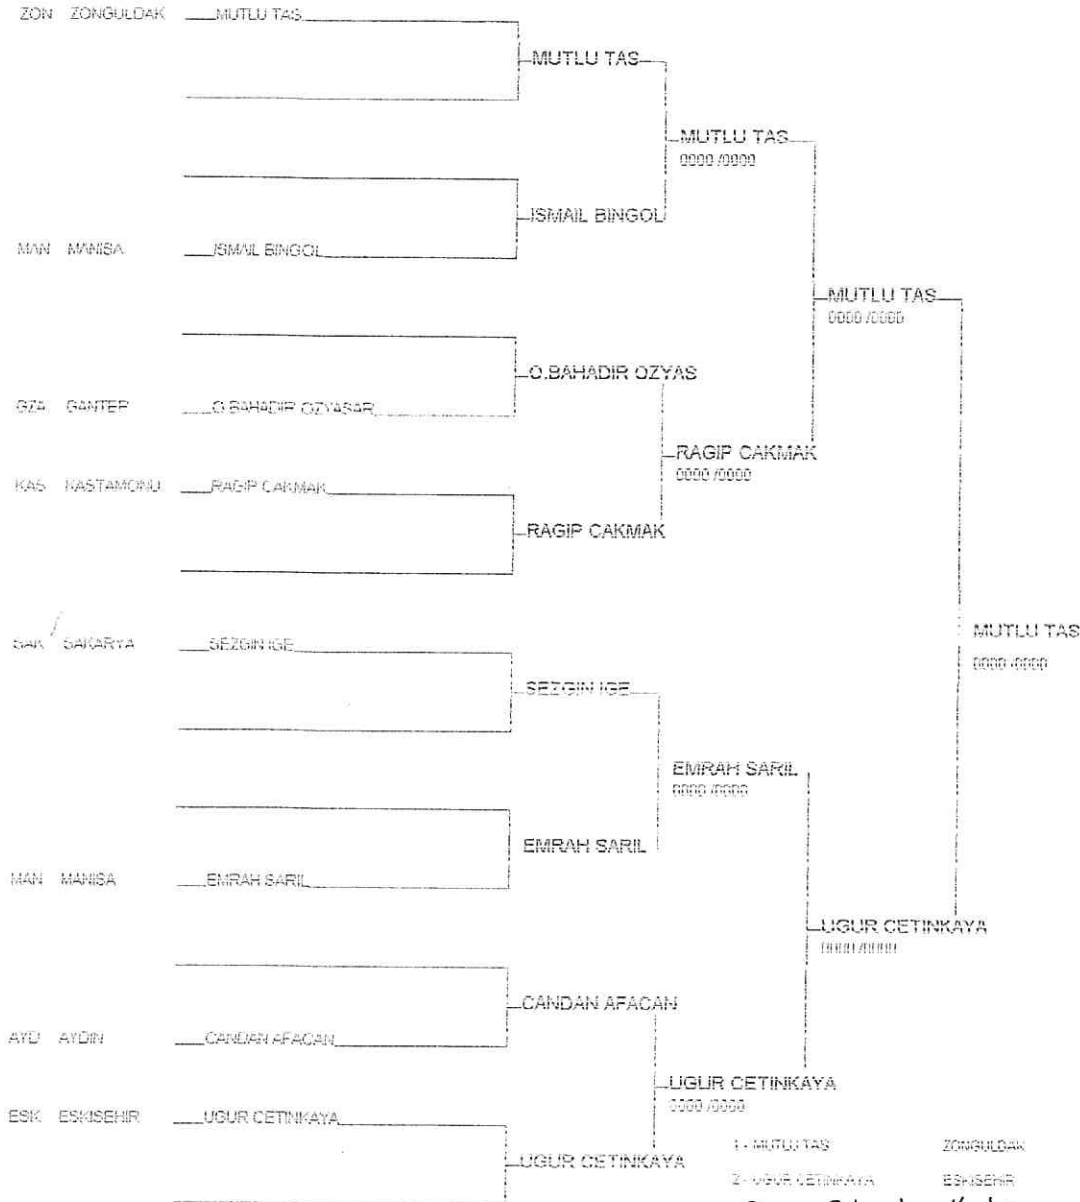 ZON ZONGULDAK MUTLU TAS
MUTLU TAS
MUTLU TAS
0000 /0000
ISMAIL BINGOL
MAN MANISA ISMAIL BINGOL
MUTLU TAS
0000 /0000
O.BAHADIR OZYAS
GZA GANTEP O.BAHADIR OZYASAR
RAGIP CAKMAK
0000 /0000
KAS KASTAMONU RAGIP CAKMAK
RAGIP CAKMAK
MUTLU TAS
0000 /0000
SAK SAKARYA SEZGIN IGE
SEZGIN IGE
EMRAH SARIL
0000 /0000
EMRAH SARIL
MAN MANISA EMRAH SARIL
UGUR CETINKAYA
0000 /0000
CANDAN AFACAN
AYD AYDIN CANDAN AFACAN
UGUR CETINKAYA
0000 /0000
ESK ESKISEHIR UGUR CETINKAYA
UGUR CETINKAYA
1 - MUTLU TAS ZONGULDAK
2 - UGUR CETINKAYA ESKISEHIR